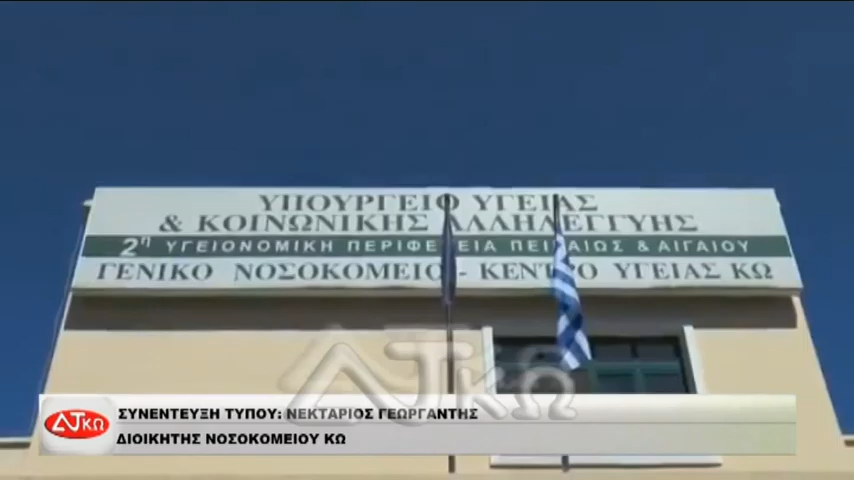 ΥΠΟΥΡΓΕΙΟ ΥΓΕΙΑΣ
& ΚΟΙΝΩΝΙΚΗΣ ΑΛΛΗΛΕΓΓΥΗΣ
2η ΥΓΕΙΟΝΟΜΙΚΗ ΠΕΡΙΦΕΡΕΙΑ ΠΕΙΡΑΙΩΣ & ΑΙΓΑΙΟΥ
ΓΕΝΙΚΟ ΝΟΣΟΚΟΜΕΙΟ - ΚΕΝΤΡΟ ΥΓΕΙΑΣ ΚΩ
ΔΤΚΩ
ΔΤΚΩ
ΣΥΝΕΝΤΕΥΞΗ ΤΥΠΟΥ: ΝΕΚΤΑΡΙΟΣ ΓΕΩΡΓΑΝΤΗΣ
ΔΙΟΙΚΗΤΗΣ ΝΟΣΟΚΟΜΕΙΟΥ ΚΩ